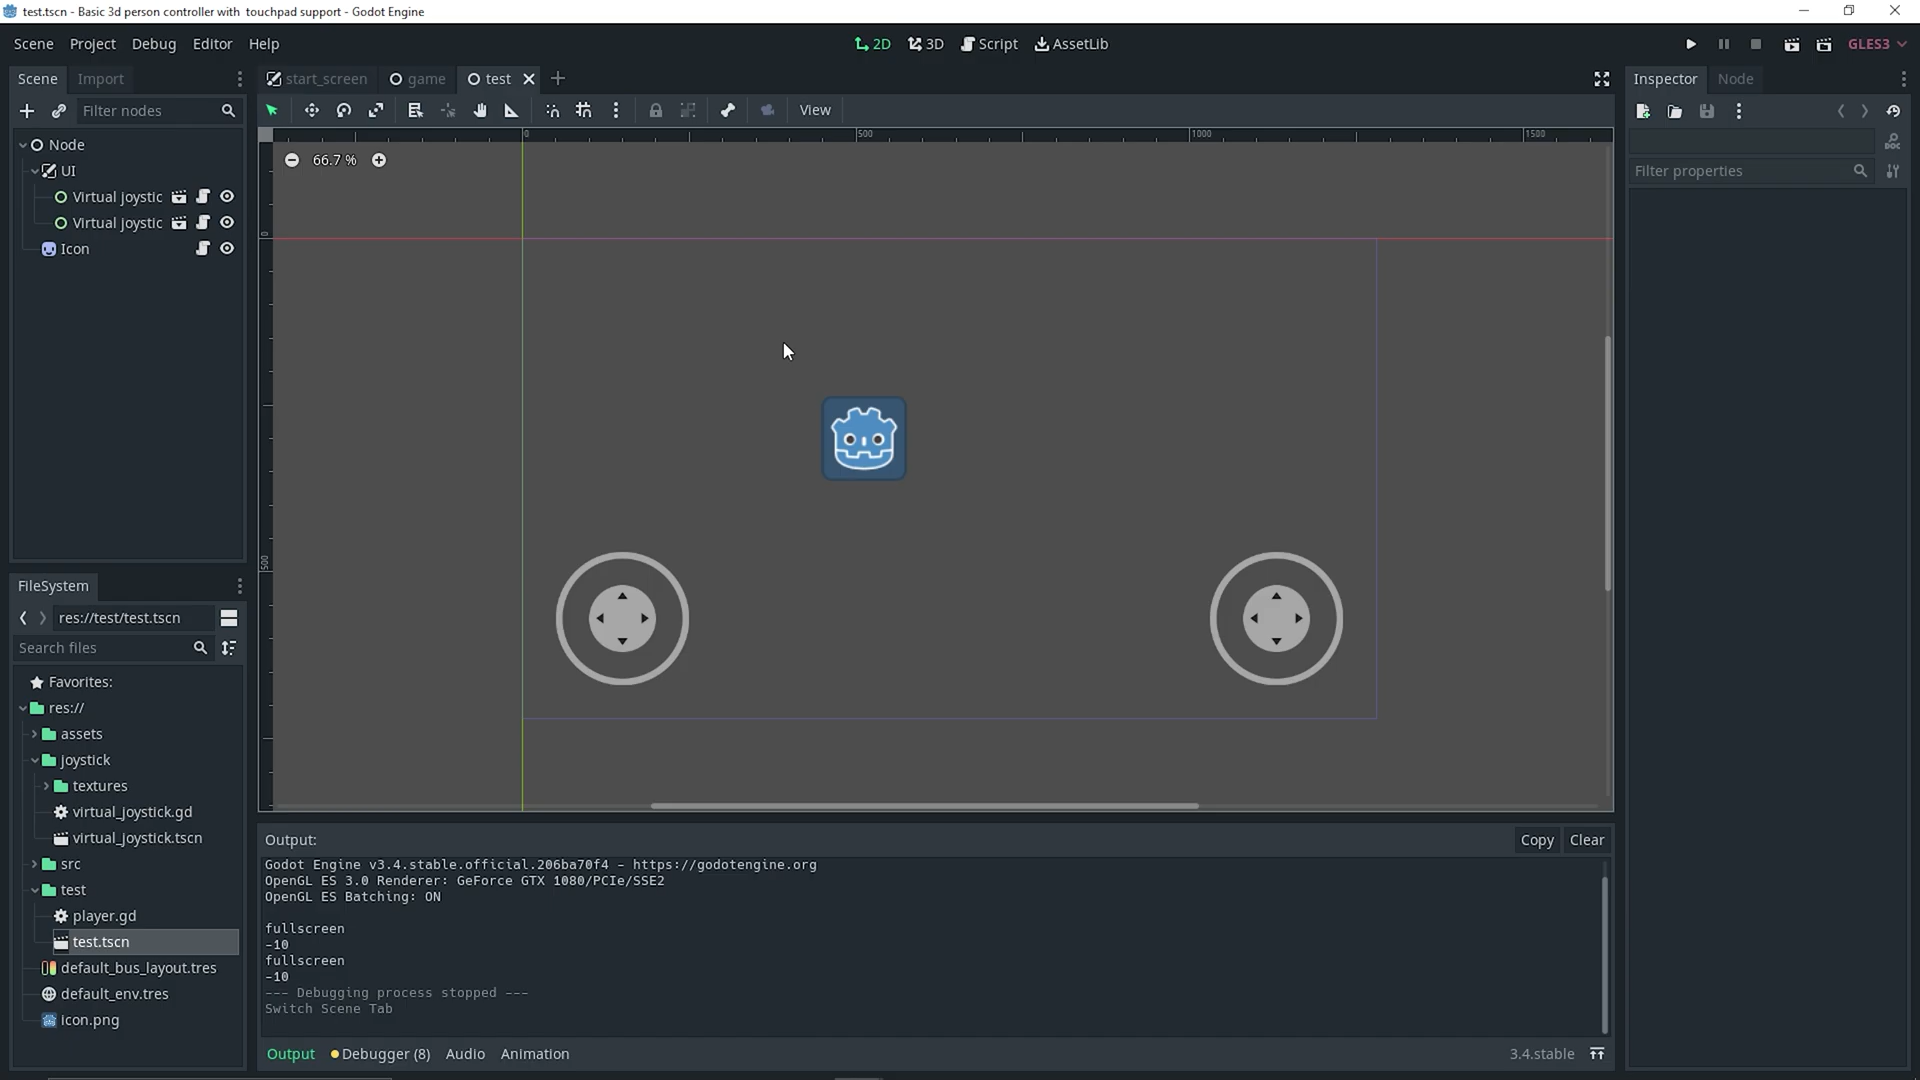 test.tscn - Basic 3d person controller with  touchpad support - Godot Engine
Scene Project Debug Editor Help
2D 3D Script AssetLib
GLES3
Scene Import
start_screen game test
Inspector Node
Filter nodes
View
Node
UI
Virtual joystic
Virtual joystic
Icon
66.7 %
0 500 1000 1500
0
500
Filter properties
DOC
FileSystem
res://test/test.tscn
Search files
Favorites:
res://
assets
joystick
textures
virtual_joystick.gd
virtual_joystick.tscn
src
test
player.gd
test.tscn
default_bus_layout.tres
default_env.tres
icon.png
Output:
Copy Clear
Godot Engine v3.4.stable.official.206ba70f4 - https://godotengine.org
OpenGL ES 3.0 Renderer: GeForce GTX 1080/PCIe/SSE2
OpenGL ES Batching: ON
fullscreen
-10
fullscreen
-10
--- Debugging process stopped ---
Switch Scene Tab
Output Debugger (8) Audio Animation
3.4.stable